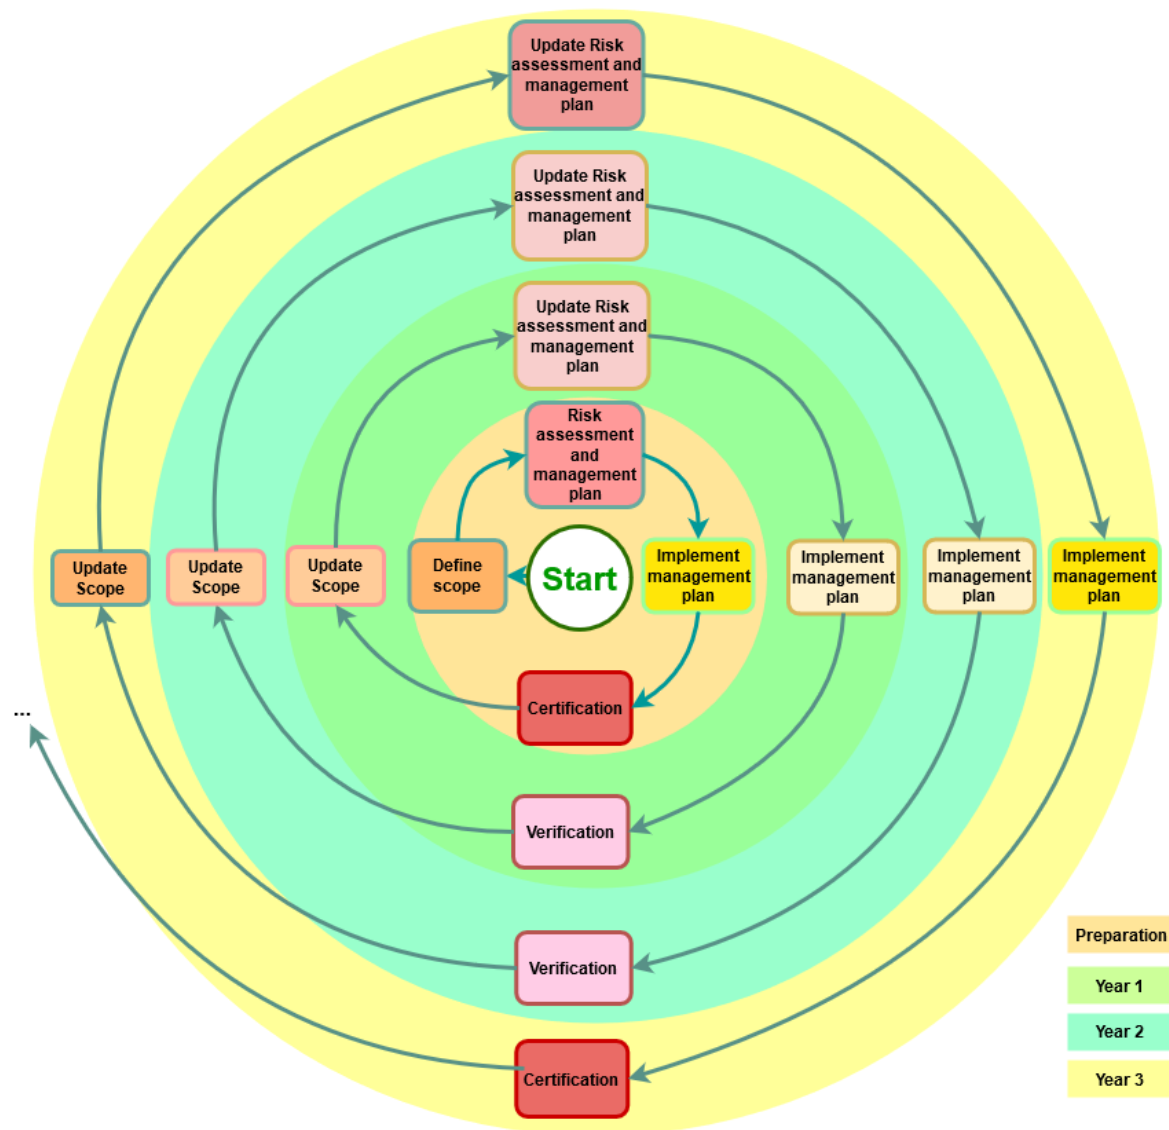 Update Risk
assessment and
management
plan
Update Risk
assessment and
management
plan
Update Risk
assessment and
management
plan
Risk
assessment
and
management
plan
Update
Scope
Update
Scope
Update
Scope
Define
scope
Start
Implement
management
plan
Implement
management
plan
Implement
management
plan
Implement
management
plan
Certification
...
Verification
Verification
Certification
Preparation
Year 1
Year 2
Year 3